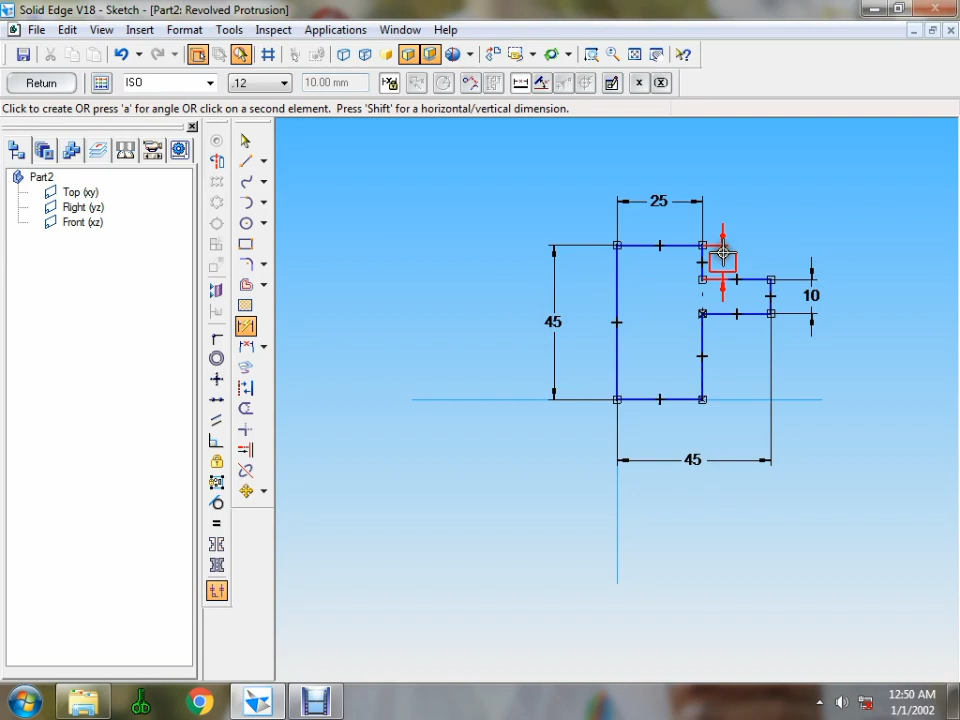 Solid Edge V18 - Sketch - [Part2: Revolved Protrusion]
File Edit View Insert Format Tools Inspect Applications Window Help
Return ISO .12 10.00 mm
Click to create OR press 'a' for angle OR click on a second element. Press 'Shift' for a horizontal/vertical dimension.
Part2
Top (xy)
Right (yz)
Front (xz)
25
10
45
45
12:50 AM
1/1/2002